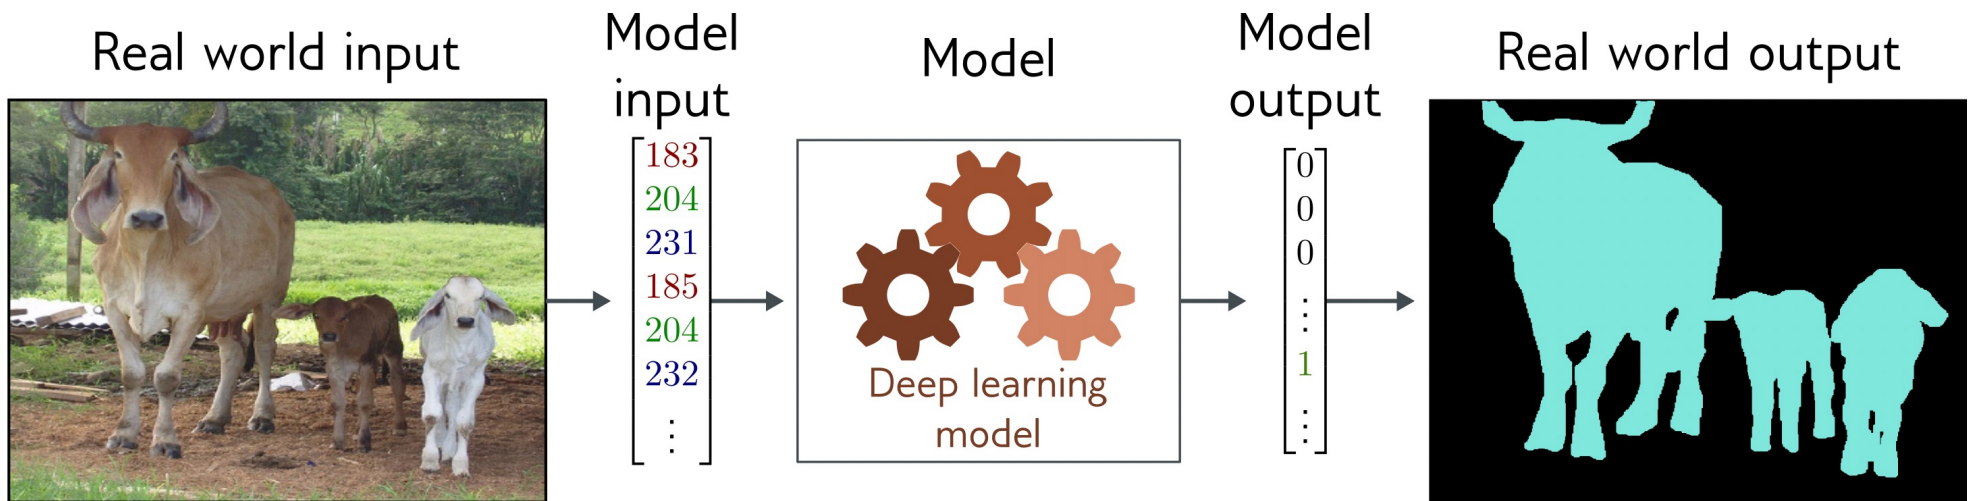 Real world input
Model
input
Model
Model
output
Real world output
183
204
231
185
204
232
⋮
0
0
0
⋮
1
⋮
Deep learning
model